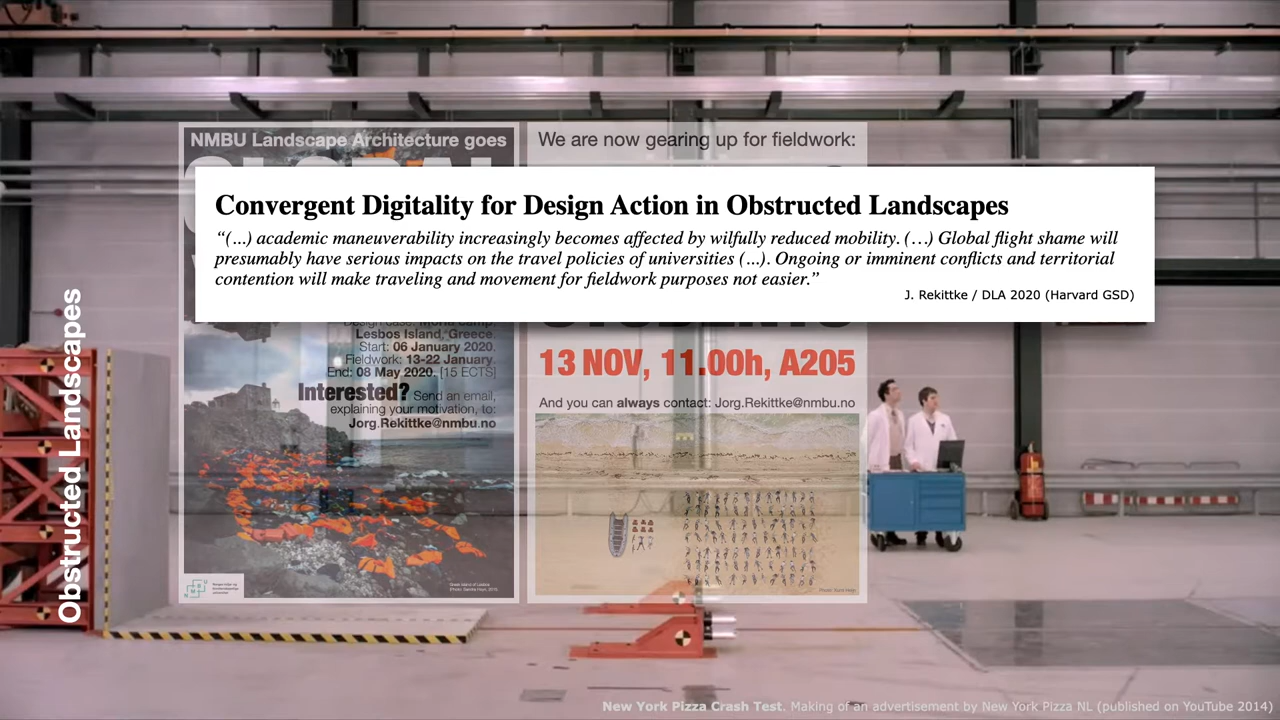 NMBU Landscape Architecture goes
We are now gearing up for fieldwork:
Convergent Digitality for Design Action in Obstructed Landscapes
“(…) academic maneuverability increasingly becomes affected by wilfully reduced mobility. (…) Global flight shame will
presumably have serious impacts on the travel policies of universities (…). Ongoing or imminent conflicts and territorial
contention will make traveling and movement for fieldwork purposes not easier.”
J. Rekittke / DLA 2020 (Harvard GSD)
Lesbos Island, Greece.
Start: 06 January 2020.
Fieldwork: 13-22 January.
End: 08 May 2020. [15 ECTS]
Interested? Send an email,
explaining your motivation, to:
Jorg.Rekittke@nmbu.no
STUDENTS
13 NOV, 11.00h, A205
And you can always contact: Jorg.Rekittke@nmbu.no
Obstructed Landscapes
New York Pizza Crash Test. Making of an advertisement by New York Pizza NL (published on YouTube 2014)